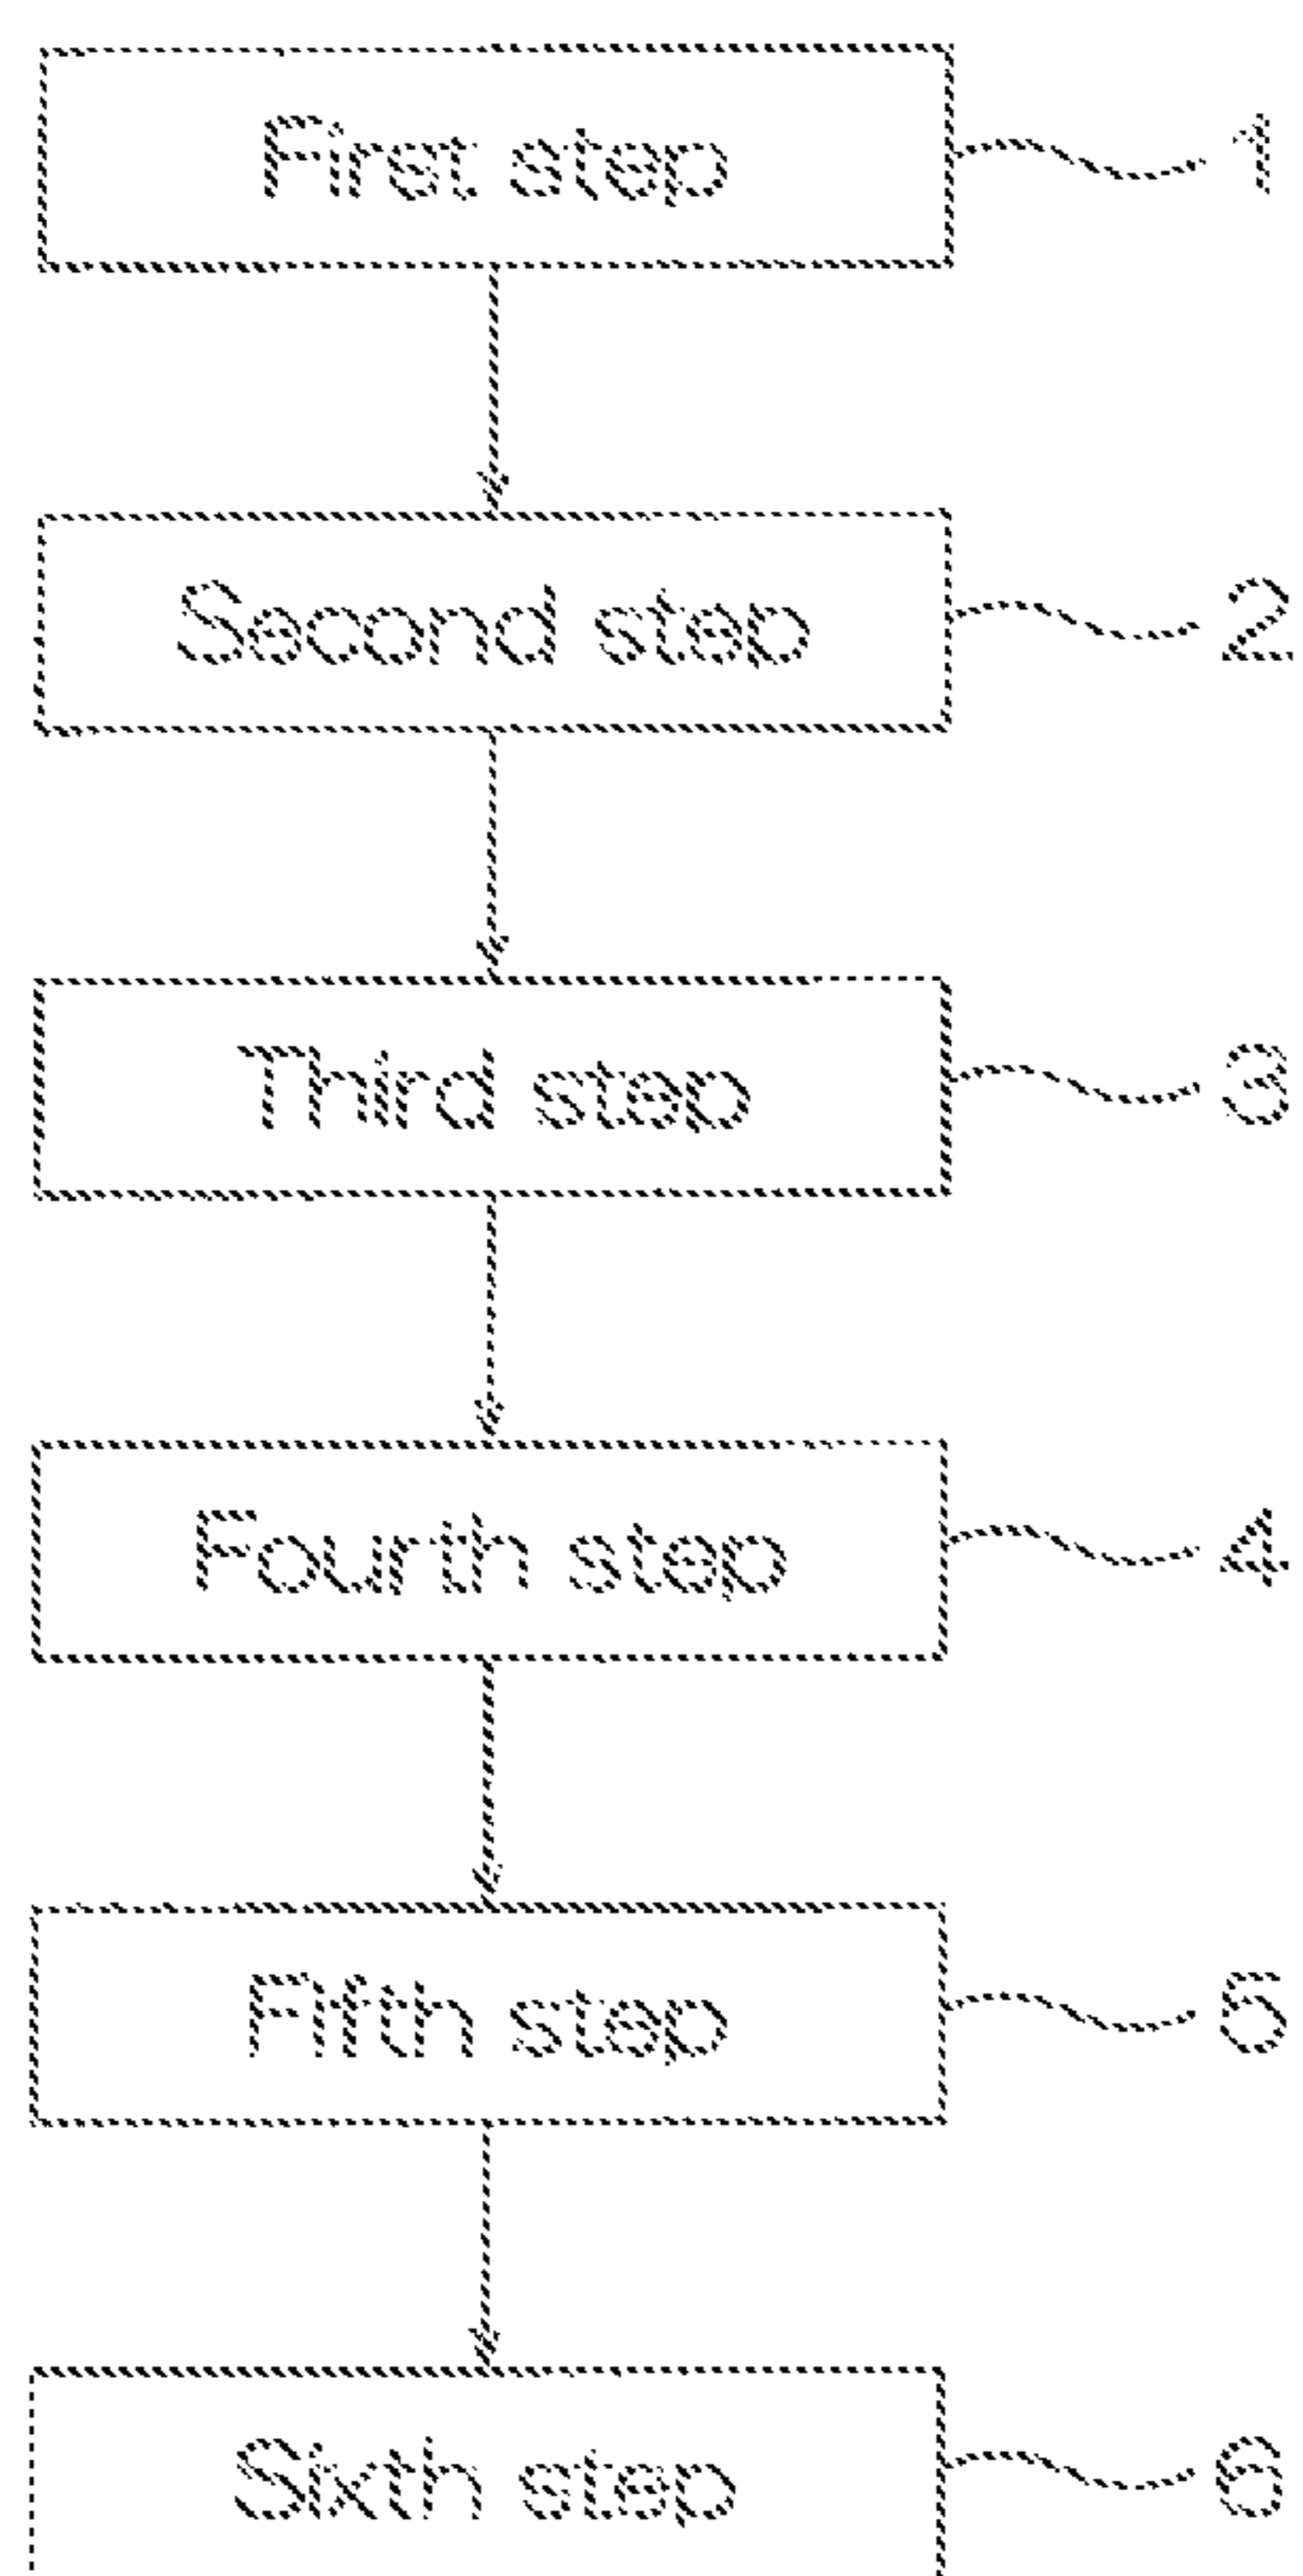 First step 1
Second step 2
Third step 3
Fourth step 4
Fifth step 5
Sixth step 6